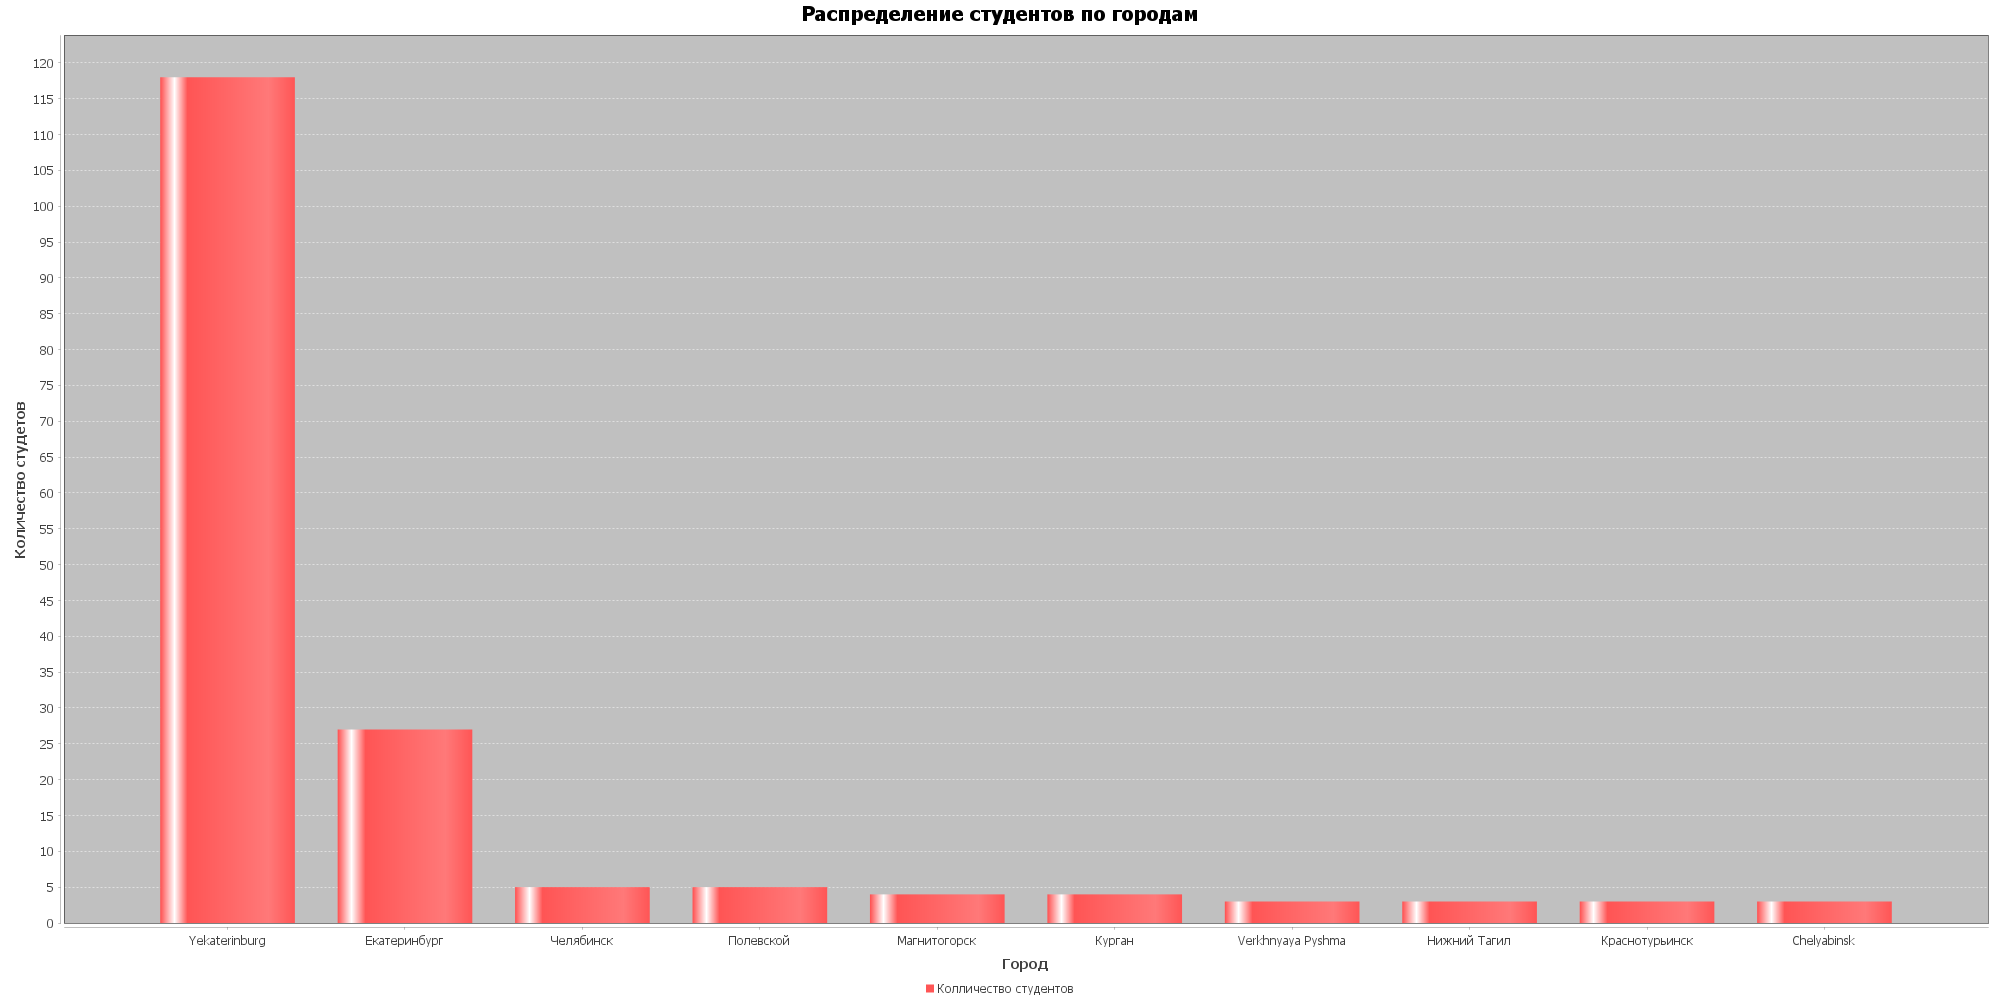 Распределение студентов по городам
120
115
110
105
100
95
90
85
80
75
70
65
60
55
50
45
40
35
30
25
20
15
10
5
0
Количество студетов
Yekaterinburg
Екатеринбург
Челябинск
Полевской
Магнитогорск
Курган
Verkhnyaya Pyshma
Нижний Тагил
Краснотурьинск
Chelyabinsk
Город
Колличество студентов